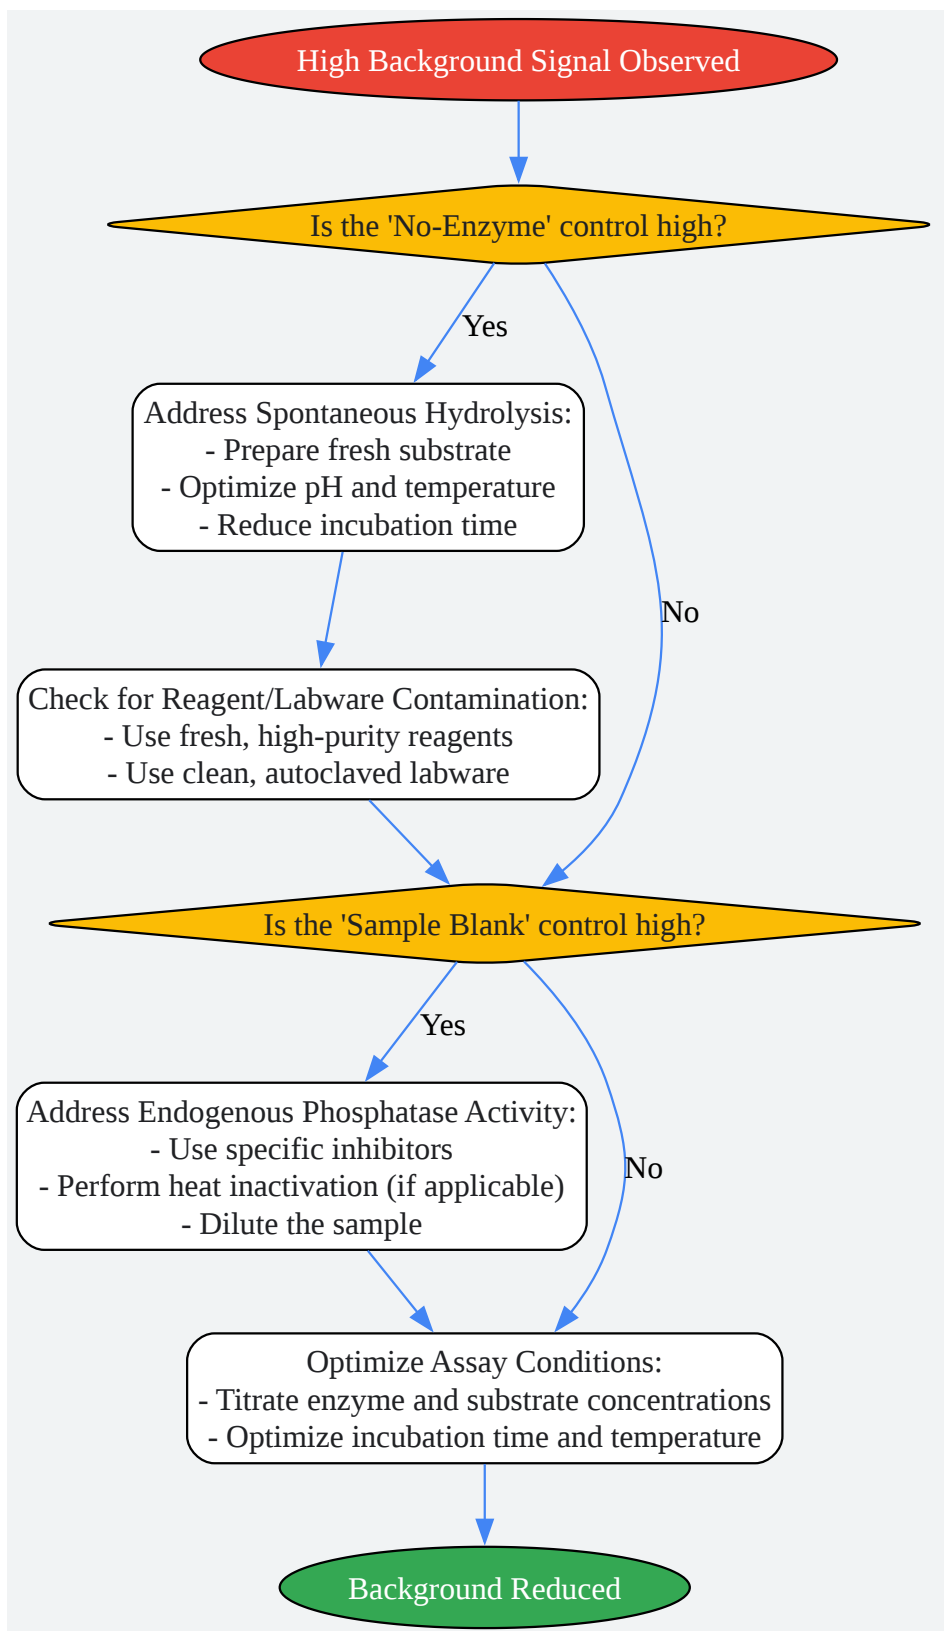 High Background Signal Observed
Is the 'No-Enzyme' control high?
Yes
Address Spontaneous Hydrolysis:
- Prepare fresh substrate
- Optimize pH and temperature
- Reduce incubation time
No
Check for Reagent/Labware Contamination:
- Use fresh, high-purity reagents
- Use clean, autoclaved labware
Is the 'Sample Blank' control high?
Yes
Address Endogenous Phosphatase Activity:
- Use specific inhibitors
- Perform heat inactivation (if applicable)
- Dilute the sample
No
Optimize Assay Conditions:
- Titrate enzyme and substrate concentrations
- Optimize incubation time and temperature
Background Reduced